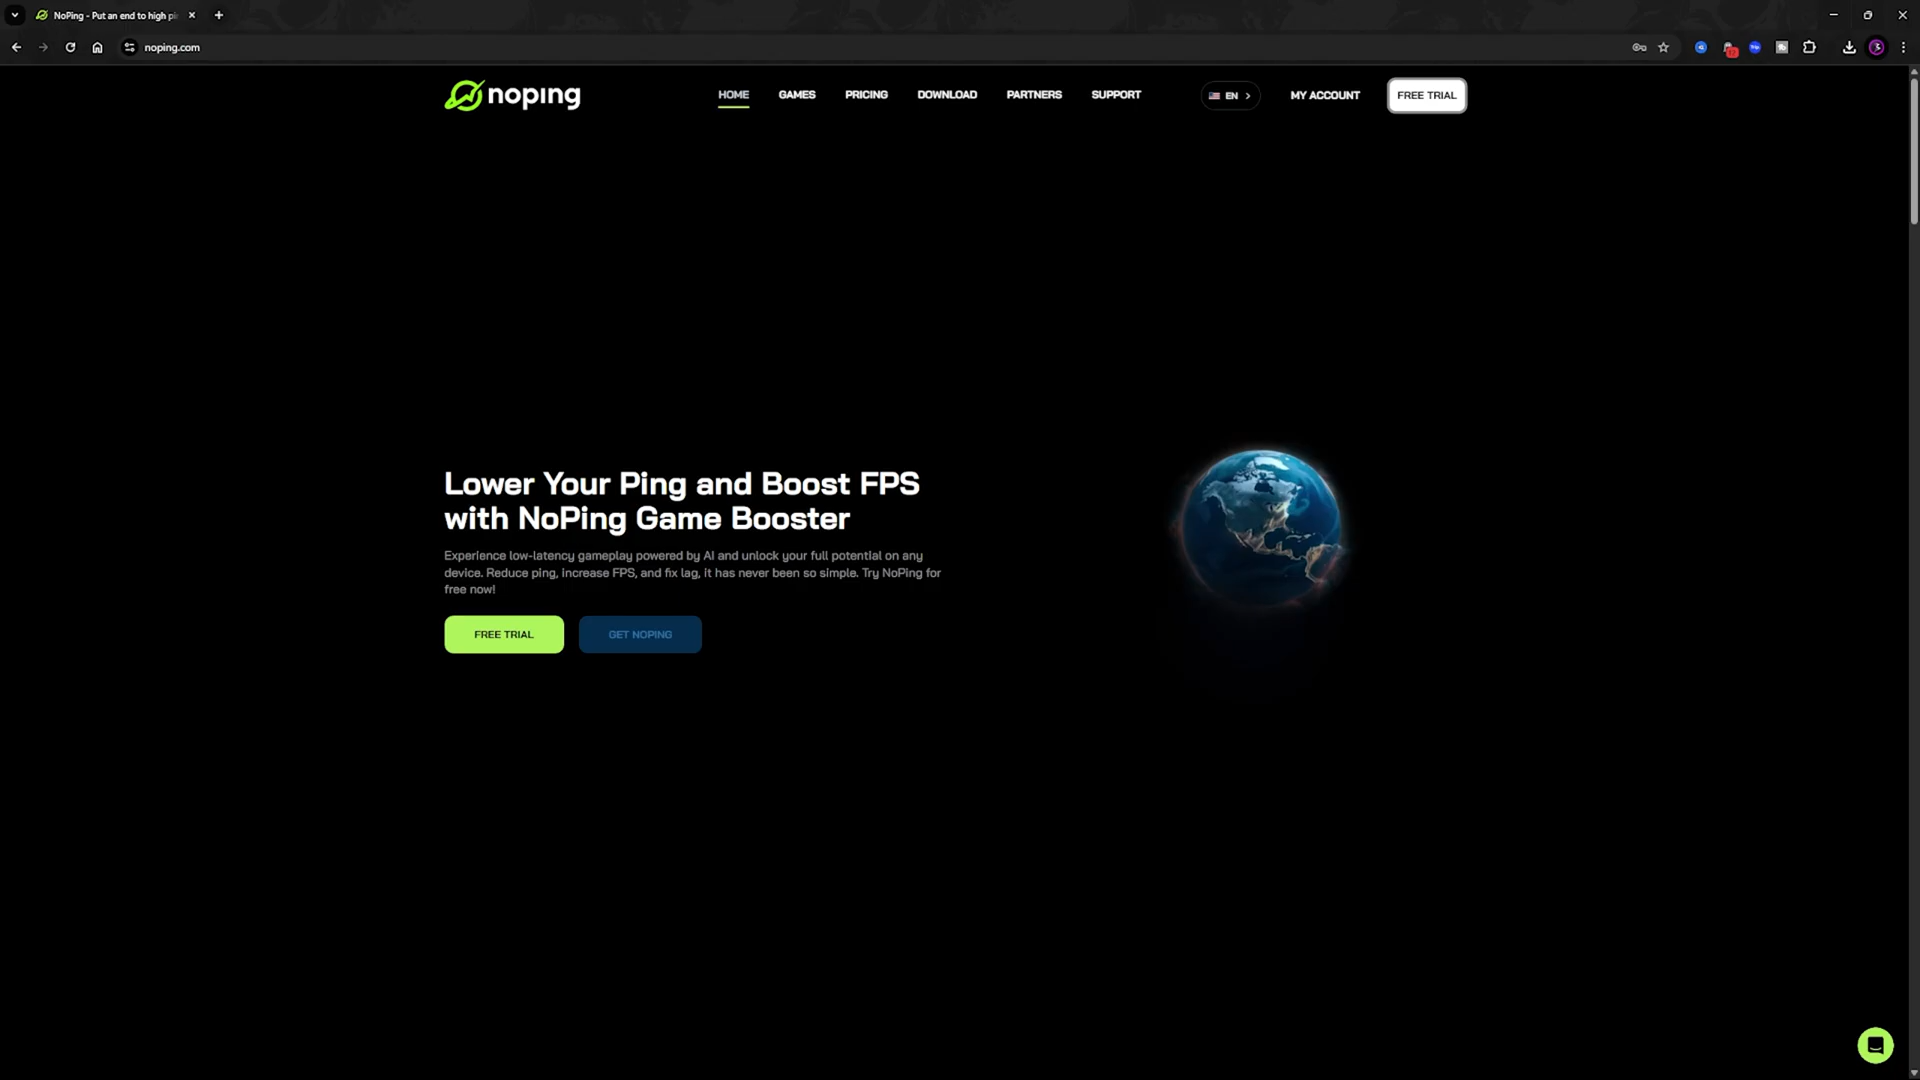 NoPing - Put an end to high pi
noping.com
noping
HOME
GAMES
PRICING
DOWNLOAD
PARTNERS
SUPPORT
EN
MY ACCOUNT
FREE TRIAL
Lower Your Ping and Boost FPS
with NoPing Game Booster
Experience low-latency gameplay powered by AI and unlock your full potential on any
device. Reduce ping, increase FPS, and fix lag, it has never been so simple. Try NoPing for
free now!
FREE TRIAL
GET NOPING